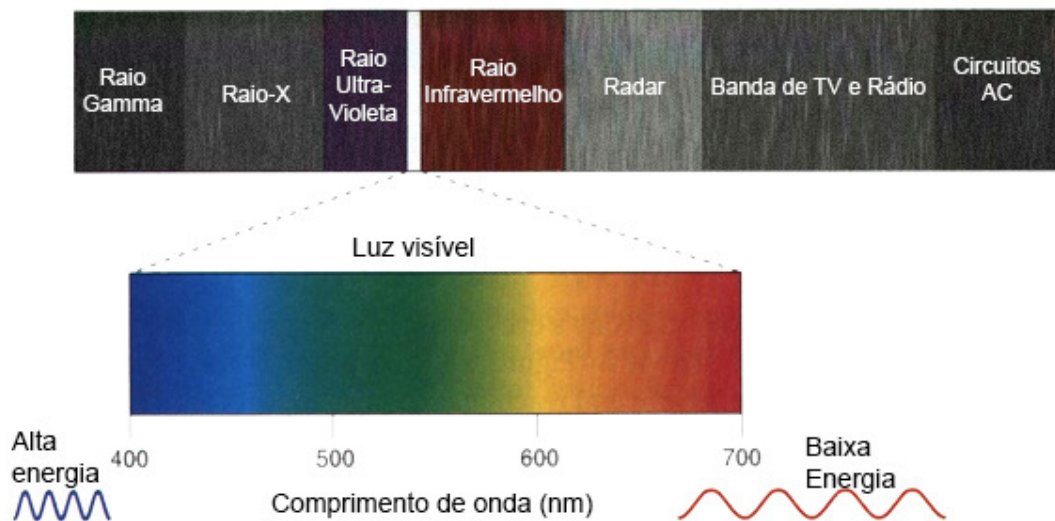 Raio
Gamma
Raio-X
Raio
Ultra-
Violeta
Raio
Infravermelho
Radar
Banda de TV e Rádio
Circuitos
AC
Luz visível
Alta
energia
400
500
600
700
Baixa
Energia
Comprimento de onda (nm)